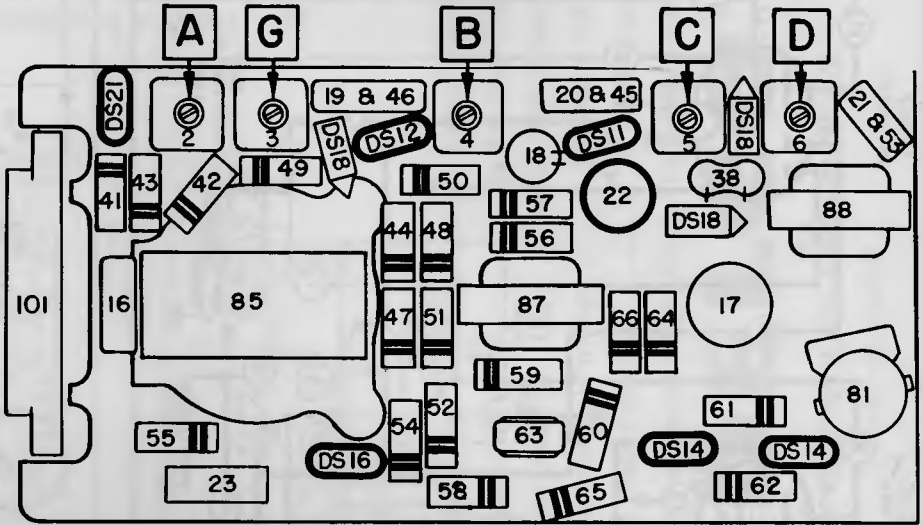 A G B C D
DS21 2 3 19 & 46 DS12 4 20 & 45 DS11 5 DS18 6 21 & 53
DS18 18
41 43 42 49 50 57 22 38 88
44 48 56 DS18
101 16 85 47 51 87 66 64 17
59 81
55 54 52 63 60 61
DS16 DS14 DS14
23 58 65 62